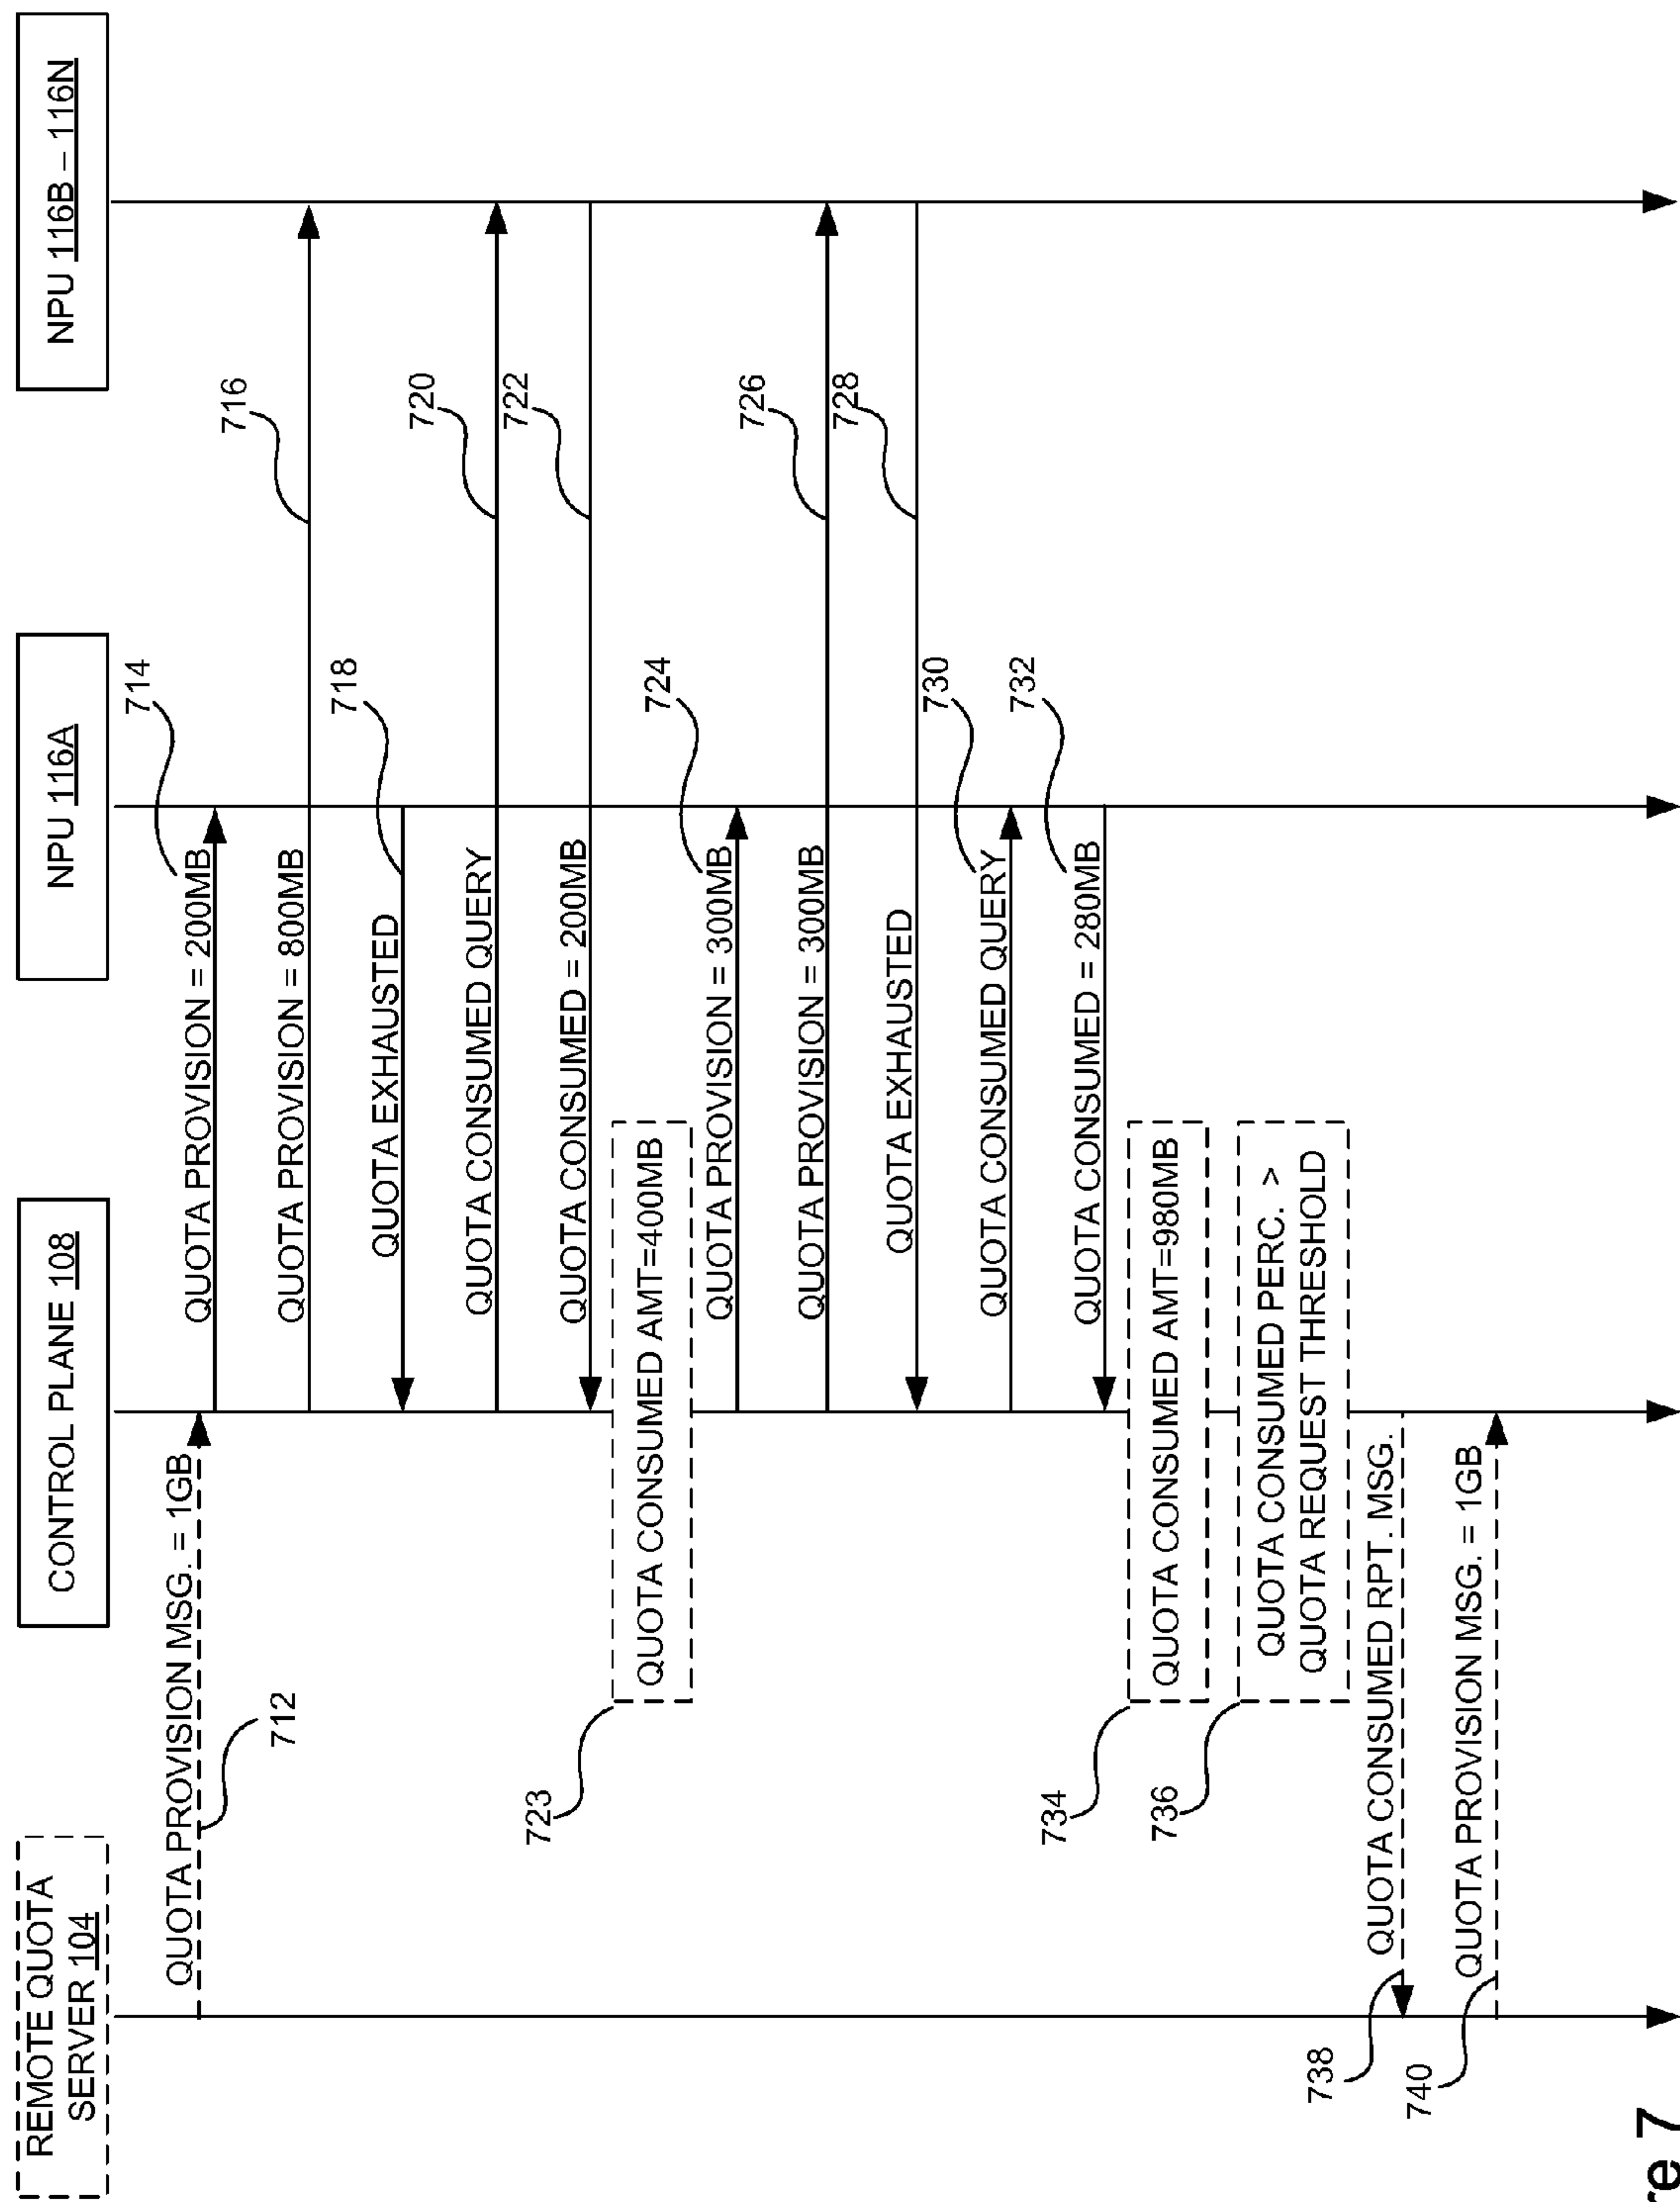 REMOTE QUOTA
SERVER 104
CONTROL PLANE 108
NPU 116A
NPU 116B – 116N
QUOTA PROVISION MSG. = 1GB
712
QUOTA PROVISION = 200MB
714
QUOTA PROVISION = 800MB
716
QUOTA EXHAUSTED
718
QUOTA CONSUMED QUERY
720
QUOTA CONSUMED = 200MB
722
QUOTA CONSUMED AMT=400MB
723
QUOTA PROVISION = 300MB
724
QUOTA PROVISION = 300MB
726
QUOTA EXHAUSTED
728
QUOTA CONSUMED QUERY
730
QUOTA CONSUMED = 280MB
732
QUOTA CONSUMED AMT=980MB
734
QUOTA CONSUMED PERC. >
QUOTA REQUEST THRESHOLD
736
QUOTA CONSUMED RPT. MSG.
738
QUOTA PROVISION MSG. = 1GB
740
re 7